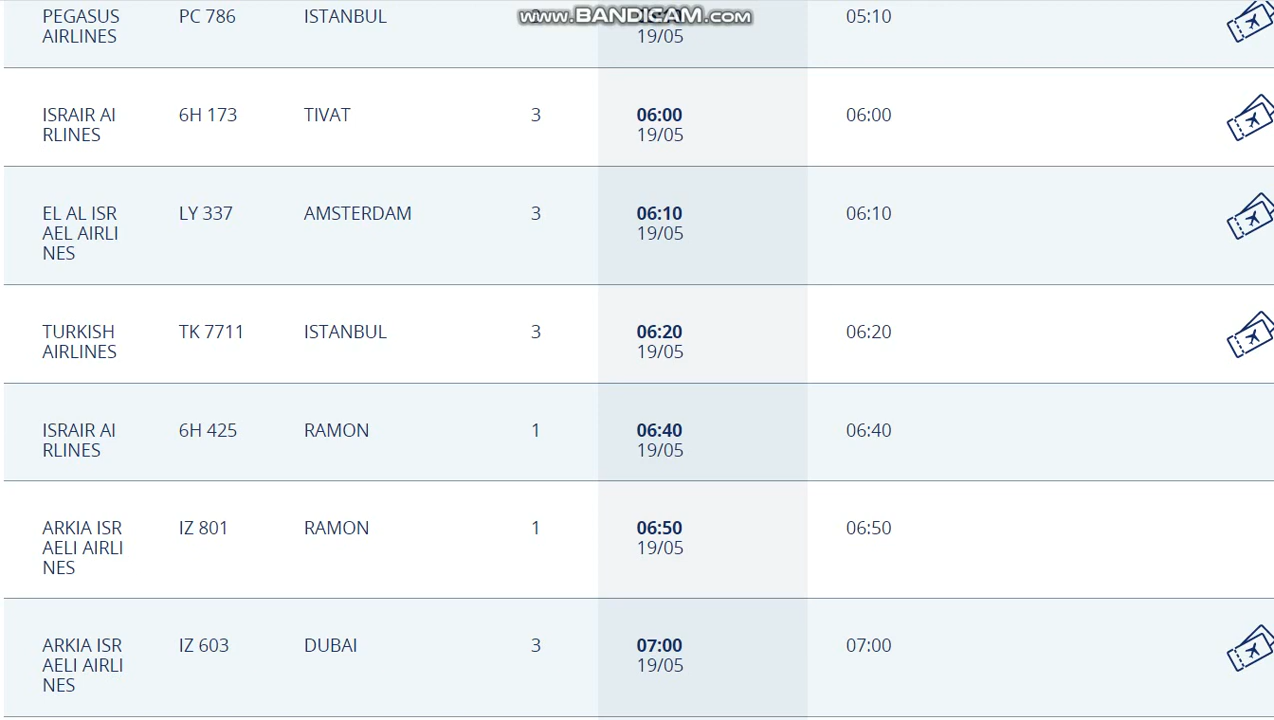 www.BANDICAM.com
PEGASUS PC 786 ISTANBUL 05:10
AIRLINES 19/05
ISRAIR AI 6H 173 TIVAT 3 06:00 06:00
RLINES 19/05
EL AL ISR LY 337 AMSTERDAM 3 06:10 06:10
AEL AIRLI 19/05
NES
TURKISH TK 7711 ISTANBUL 3 06:20 06:20
AIRLINES 19/05
ISRAIR AI 6H 425 RAMON 1 06:40 06:40
RLINES 19/05
ARKIA ISR IZ 801 RAMON 1 06:50 06:50
AELI AIRLI 19/05
NES
ARKIA ISR IZ 603 DUBAI 3 07:00 07:00
AELI AIRLI 19/05
NES